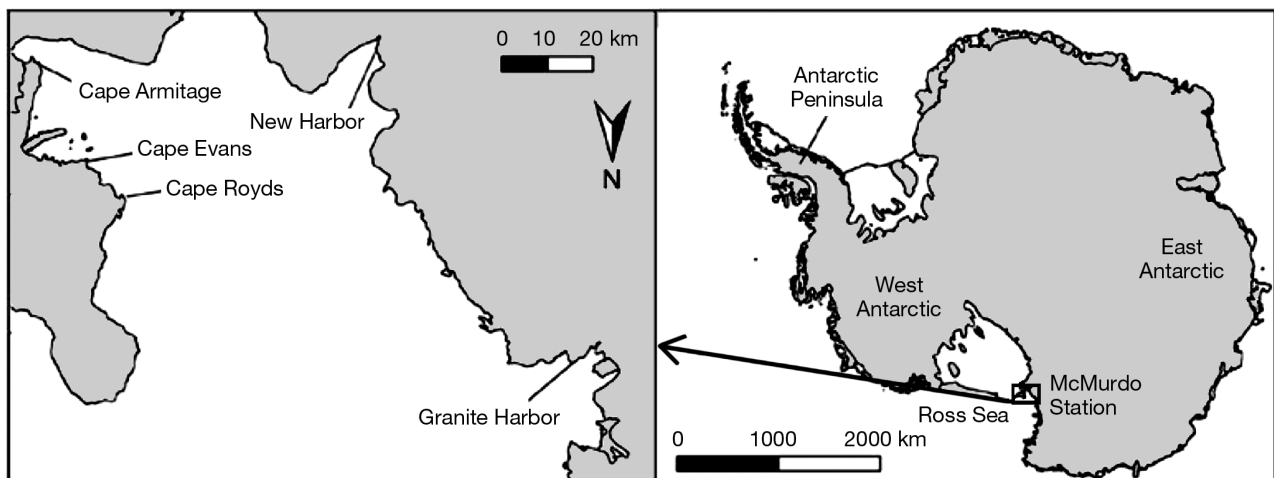 0 10 20 km
Cape Armitage
New Harbor
Cape Evans
N
Cape Royds
Granite Harbor
Antarctic
Peninsula
East
Antarctic
West
Antarctic
McMurdo
Station
Ross Sea
0 1000 2000 km